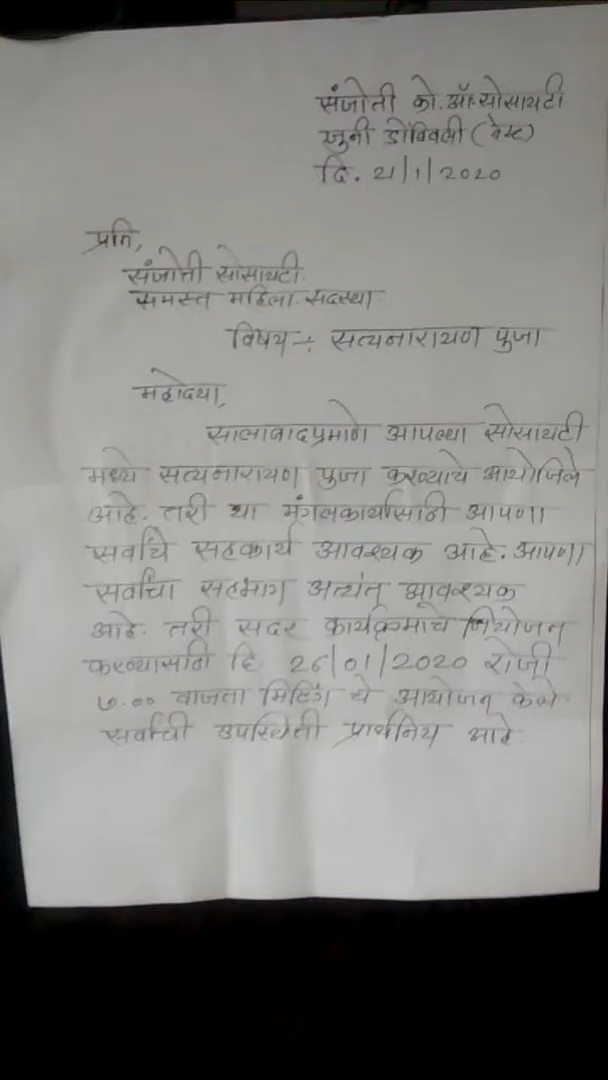 संजोती को.ऑ.सोसायटी
जुनी डोंबिवली (वेस्ट)
दि. 21/1/2020
प्रति,
संजोती सोसायटी.
समस्त महिला सदस्या.
विषय :- सत्यनारायण पुजा
महोदया,
सालाबादप्रमाणे आपल्या सोसायटी
मध्ये सत्यनारायण पुजा करण्याचे आयोजिले
आहे. तरी या मंगलकार्यासाठी आपणा
सर्वांचे सहकार्य आवश्यक आहे. आपणा
सर्वांचा सहभाग अत्यंत आवश्यक
आहे. तरी सदर कार्यक्रमाचे नियोजन
करण्यासाठी दि. 26/01/2020 रोजी
७.०० वाजता मिटिंग चे आयोजन केले
सर्वांची उपस्थिती प्रार्थनिय आहे.